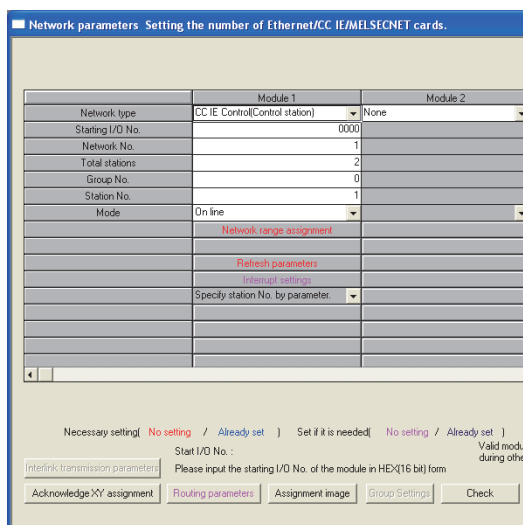 Network parameters Setting the number of Ethernet/CC IE/MELSECNET cards.
Module 1 Module 2
Network type CC IE Control(Control station) None
Starting I/O No. 0000
Network No. 1
Total stations 2
Group No. 0
Station No. 1
Mode On line
Network range assignment
Refresh parameters
Interrupt settings
Specify station No. by parameter.
Necessary setting( No setting / Already set ) Set if it is needed( No setting / Already set )
Start I/O No. : Valid modu
during othe
Interlink transmission parameters Please input the starting I/O No. of the module in HEX(16 bit) form
Acknowledge XY assignment Routing parameters Assignment image Group Settings Check